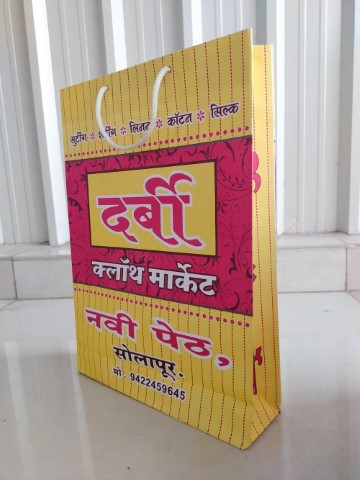 सुटींग * शर्टींग * लिनन * कॉटन * सिल्क
दर्बी
क्लॉथ मार्केट
नवी पेठ,
सोलापूर.
मो. 9422459645